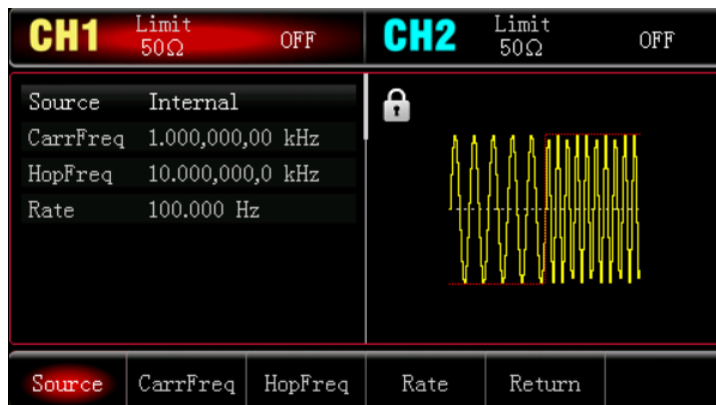 CH1 Limit 50Ω OFF CH2 Limit 50Ω OFF
Source Internal
CarrFreq 1.000,000,00 kHz
HopFreq 10.000,000,0 kHz
Rate 100.000 Hz
Source CarrFreq HopFreq Rate Return